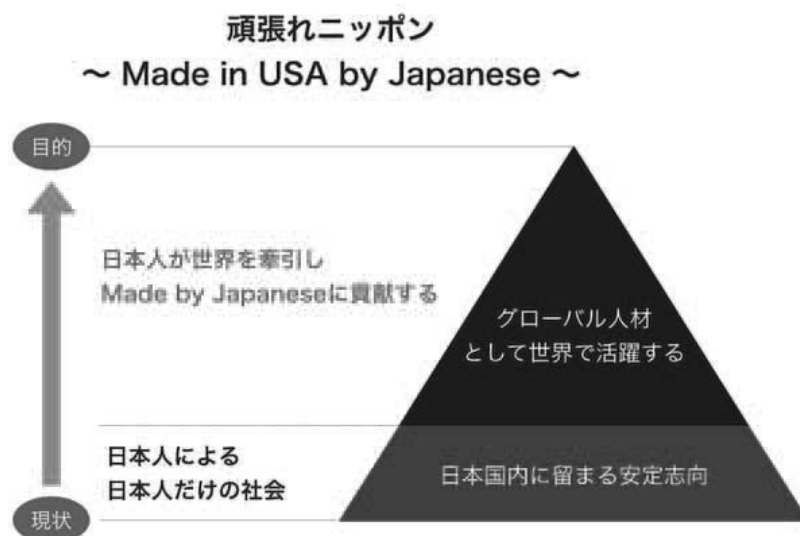 頑張れニッポン
～ Made in USA by Japanese ～
目的
日本人が世界を牽引し
Made by Japaneseに貢献する
グローバル人材
として世界で活躍する
日本人による
日本人だけの社会
日本国内に留まる安定志向
現状